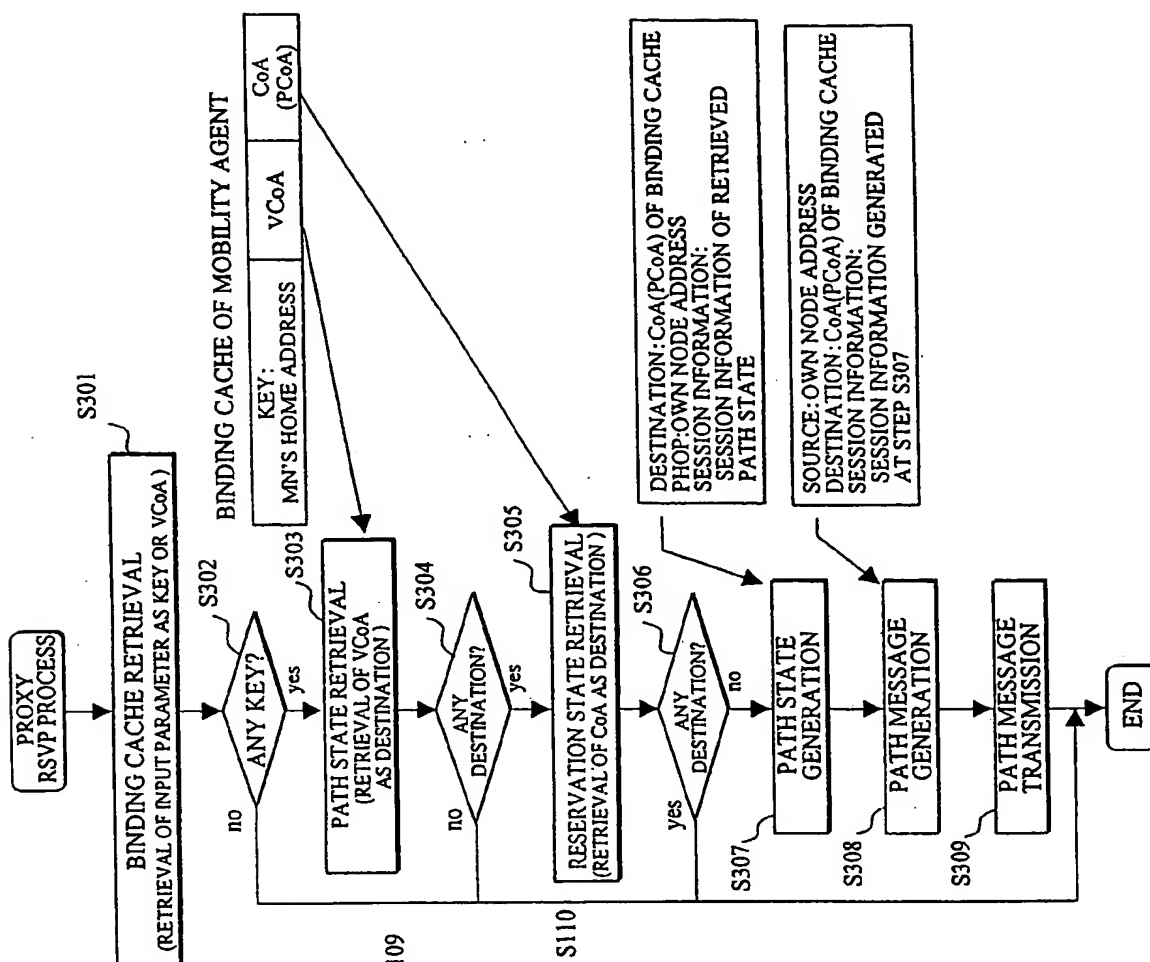 PROXY
RSVP PROCESS
S301
BINDING CACHE RETRIEVAL
(RETRIEVAL OF INPUT PARAMETER AS KEY OR VCoA)
BINDING CACHE OF MOBILITY AGENT
KEY:
MN'S HOME ADDRESS
VCoA
CoA
(PCoA)
S302
ANY KEY?
no
yes
S303
PATH STATE RETRIEVAL
(RETRIEVAL OF VCoA
AS DESTINATION)
S304
ANY
DESTINATION?
no
yes
109
S305
RESERVATION STATE RETRIEVAL
(RETRIEVAL OF CoA AS DESTINATION)
S110
S306
ANY
DESTINATION?
yes
no
DESTINATION: CoA(PCoA) OF BINDING CACHE
PHOP:OWN NODE ADDRESS
SESSION INFORMATION:
SESSION INFORMATION OF RETRIEVED
PATH STATE
S307
PATH STATE
GENERATION
SOURCE: OWN NODE ADDRESS
DESTINATION: CoA(PCoA) OF BINDING CACHE
SESSION INFORMATION:
SESSION INFORMATION GENERATED
AT STEP S307
S308
PATH MESSAGE
GENERATION
S309
PATH MESSAGE
TRANSMISSION
END